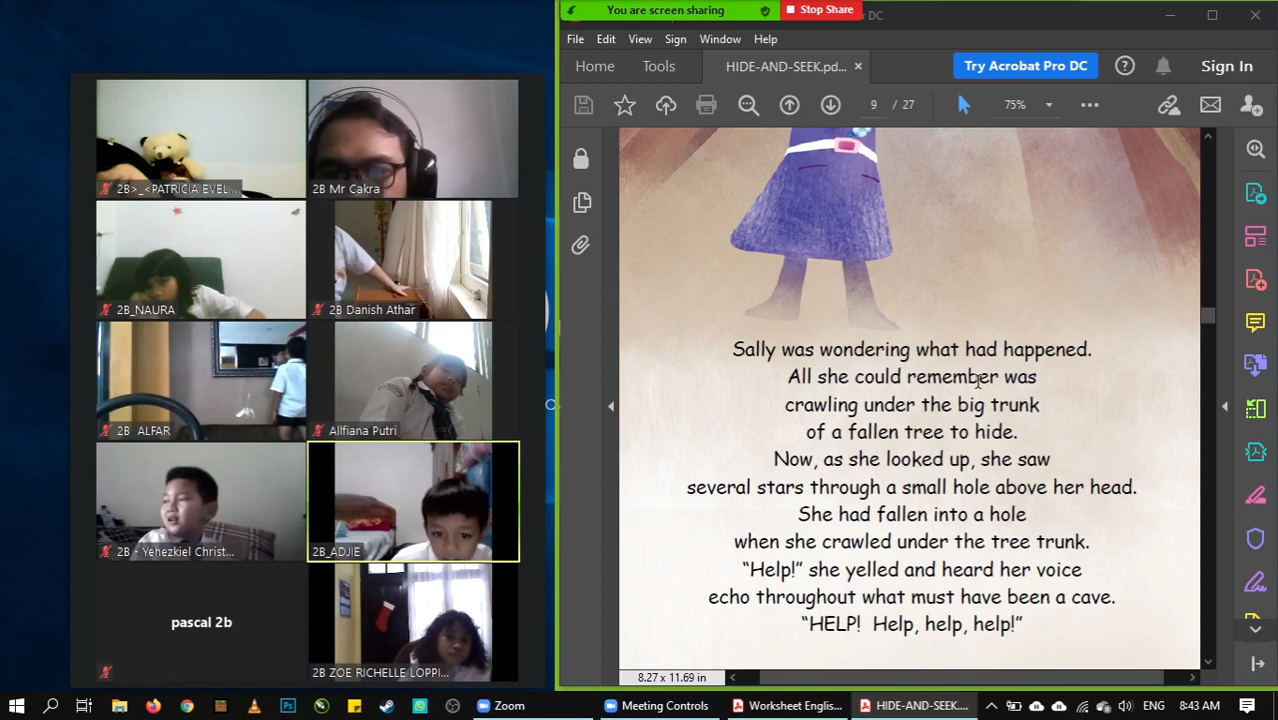 You are screen sharing
Stop Share
DC
File Edit View Sign Window Help
Home Tools HIDE-AND-SEEK.pd... × Try Acrobat Pro DC Sign In
9 / 27 75%
2B>_<PATRICIA EVEL...
2B Mr Cakra
2B_NAURA
2B Danish Athar
2B ALFAR
Allfiana Putri
2B - Yehezkiel Christ...
2B_ADJIE
pascal 2b
2B ZOE RICHELLE LOPPI...
Sally was wondering what had happened.
All she could remember was
crawling under the big trunk
of a fallen tree to hide.
Now, as she looked up, she saw
several stars through a small hole above her head.
She had fallen into a hole
when she crawled under the tree trunk.
“Help!” she yelled and heard her voice
echo throughout what must have been a cave.
“HELP! Help, help, help!”
8.27 x 11.69 in
Zoom Meeting Controls Worksheet Englis... HIDE-AND-SEEK.... 8:43 AM